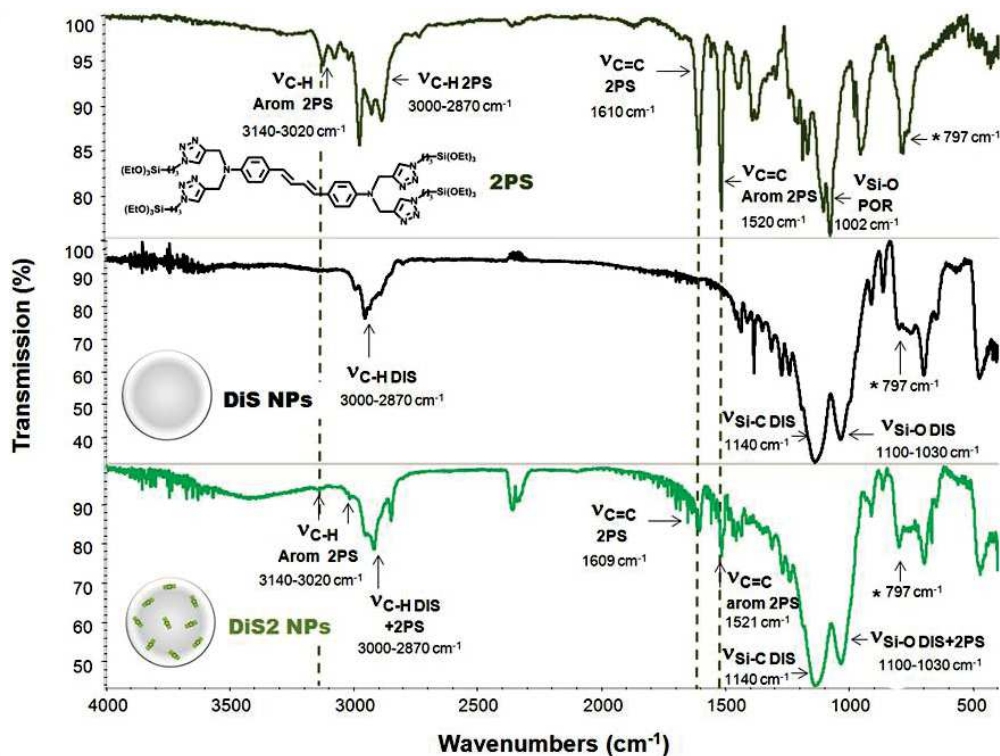 100
95
90
85
80
νC-H
Arom 2PS
3140-3020 cm-1
νC-H 2PS
3000-2870 cm-1
νC=C
2PS
1610 cm-1
νC=C
Arom 2PS
1520 cm-1
νSi-O
POR
1002 cm-1
* 797 cm-1
(EtO)3Si
(EtO)3Si
Si(OEt)3
Si(OEt)3
2PS
Transmission (%)
100
90
80
70
60
50
40
DiS NPs
νC-H DIS
3000-2870 cm-1
νSi-C DIS
1140 cm-1
νSi-O DIS
1100-1030 cm-1
* 797 cm-1
90
80
70
60
50
DiS2 NPs
νC-H
Arom 2PS
3140-3020 cm-1
νC-H DIS
+2PS
3000-2870 cm-1
νC=C
2PS
1609 cm-1
νC=C
arom 2PS
1521 cm-1
νSi-C DIS
1140 cm-1
* 797 cm-1
νSi-O DIS+2PS
1100-1030 cm-1
4000 3500 3000 2500 2000 1500 1000 500
Wavenumbers (cm-1)